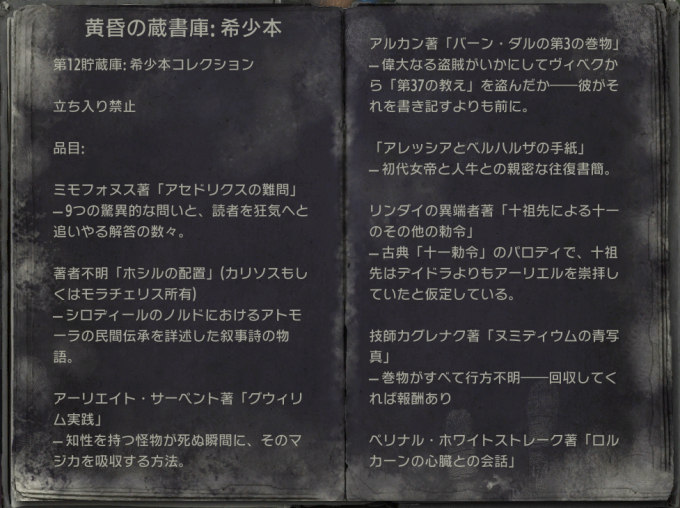 黄昏の蔵書庫: 希少本
第12貯蔵庫: 希少本コレクション
立ち入り禁止
品目:
ミモフォヌス著「アセドリクスの難問」
– 9つの驚異的な問いと、読者を狂気へと
追いやる解答の数々。
著者不明「ホシルの配置」(カリソスもし
くはモラチェリス所有)
– シロディールのノルドにおけるアトモ
ーラの民間伝承を詳述した叙事詩の物
語。
アーリエイト・サーペント著「グウィリ
ム実践」
– 知性を持つ怪物が死ぬ瞬間に、そのマ
ジカを吸収する方法。
アルカン著「バーン・ダルの第3の巻物」
– 偉大なる盗賊がいかにしてヴィベクか
ら「第37の教え」を盗んだか――彼がそ
れを書き記すよりも前に。
「アレッシアとベルハルザの手紙」
– 初代女帝と人牛との親密な往復書簡。
リンダイの異端者著「十祖先による十一
のその他の勅令」
– 古典「十一勅令」のパロディで、十祖
先はデイドラよりもアーリエルを崇拝し
ていたと仮定している。
技師カグレナク著「ヌミディウムの青写
真」
– 巻物がすべて行方不明――回収してく
れば報酬あり
ペリナル・ホワイトストレーク著「ロル
カーンの心臓との会話」